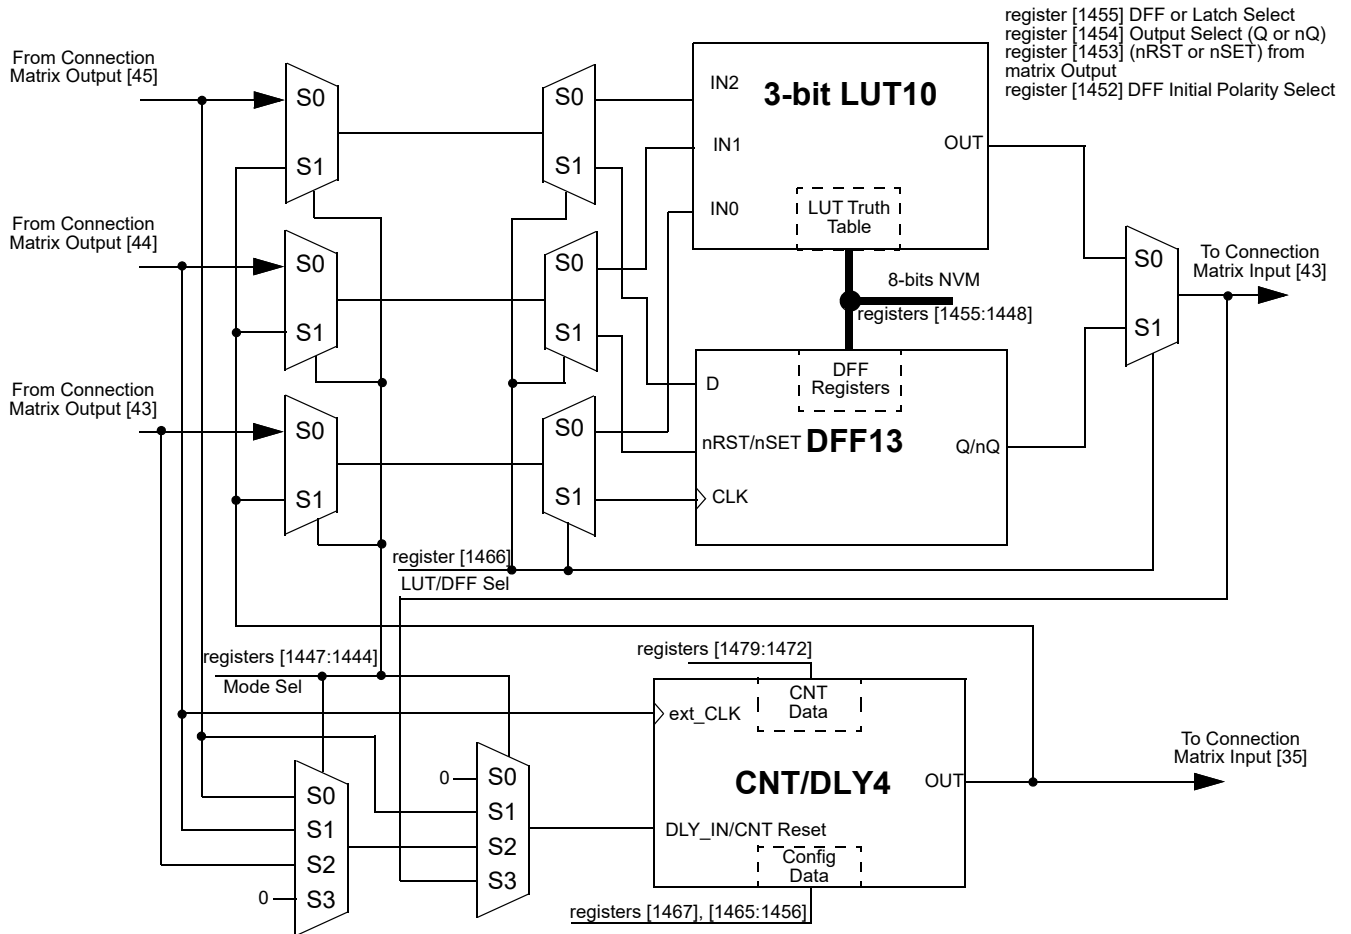 register [1455] DFF or Latch Select
register [1454] Output Select (Q or nQ)
register [1453] (nRST or nSET) from
matrix Output
register [1452] DFF Initial Polarity Select
From Connection
Matrix Output [45]
S0
S1
S0
S1
IN2
IN1
IN0
3-bit LUT10
OUT
LUT Truth
Table
From Connection
Matrix Output [44]
S0
S1
S0
S1
8-bits NVM
registers [1455:1448]
S0
S1
To Connection
Matrix Input [43]
From Connection
Matrix Output [43]
S0
S1
S0
S1
D
nRST/nSET
CLK
DFF
Registers
DFF13
Q/nQ
register [1466]
LUT/DFF Sel
registers [1447:1444]
Mode Sel
registers [1479:1472]
S0
S1
S2
S3
0
0
S0
S1
S2
S3
ext_CLK
CNT
Data
CNT/DLY4
OUT
DLY_IN/CNT Reset
Config
Data
To Connection
Matrix Input [35]
registers [1467], [1465:1456]